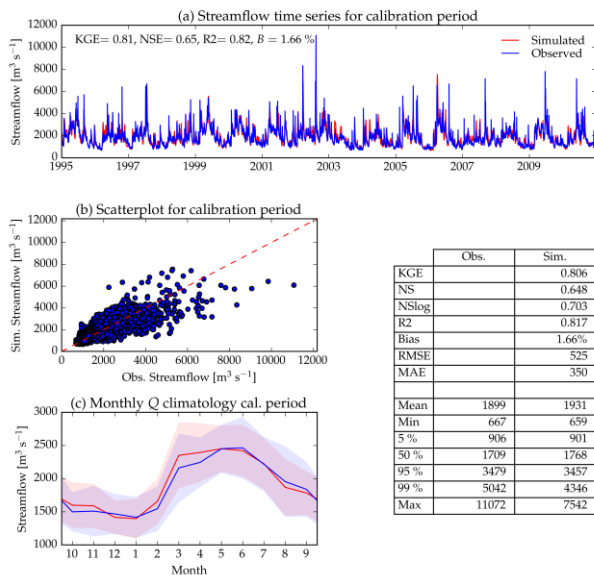 (a) Streamflow time series for calibration period
KGE= 0.81, NSE= 0.65, R2= 0.82, B = 1.66 %
Simulated
Observed
Streamflow [m³ s⁻¹]
12000
10000
8000
6000
4000
2000
0
1995 1997 1999 2001 2003 2005 2007 2009
(b) Scatterplot for calibration period
Sim. Streamflow [m³ s⁻¹]
12000
10000
8000
6000
4000
2000
0
0 2000 4000 6000 8000 10000 12000
Obs. Streamflow [m³ s⁻¹]
(c) Monthly Q climatology cal. period
Streamflow [m³ s⁻¹]
3000
2500
2000
1500
1000
10 11 12 1 2 3 4 5 6 7 8 9
Month
Obs. Sim.
KGE 0.806
NS 0.648
NSlog 0.703
R2 0.817
Bias 1.66%
RMSE 525
MAE 350
Mean 1899 1931
Min 667 659
5 % 906 901
50 % 1709 1768
95 % 3479 3457
99 % 5042 4346
Max 11072 7542